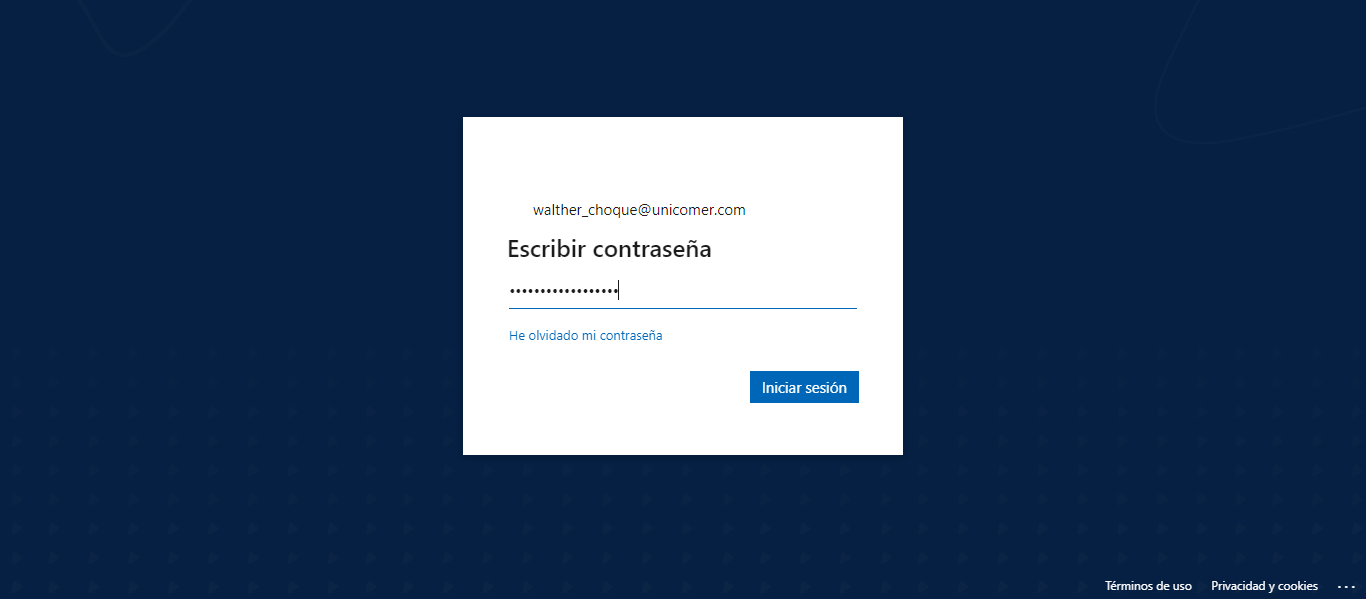 walther_choque@unicomer.com
Escribir contraseña
••••••••••••••••••
He olvidado mi contraseña
Iniciar sesión
Términos de uso Privacidad y cookies ...